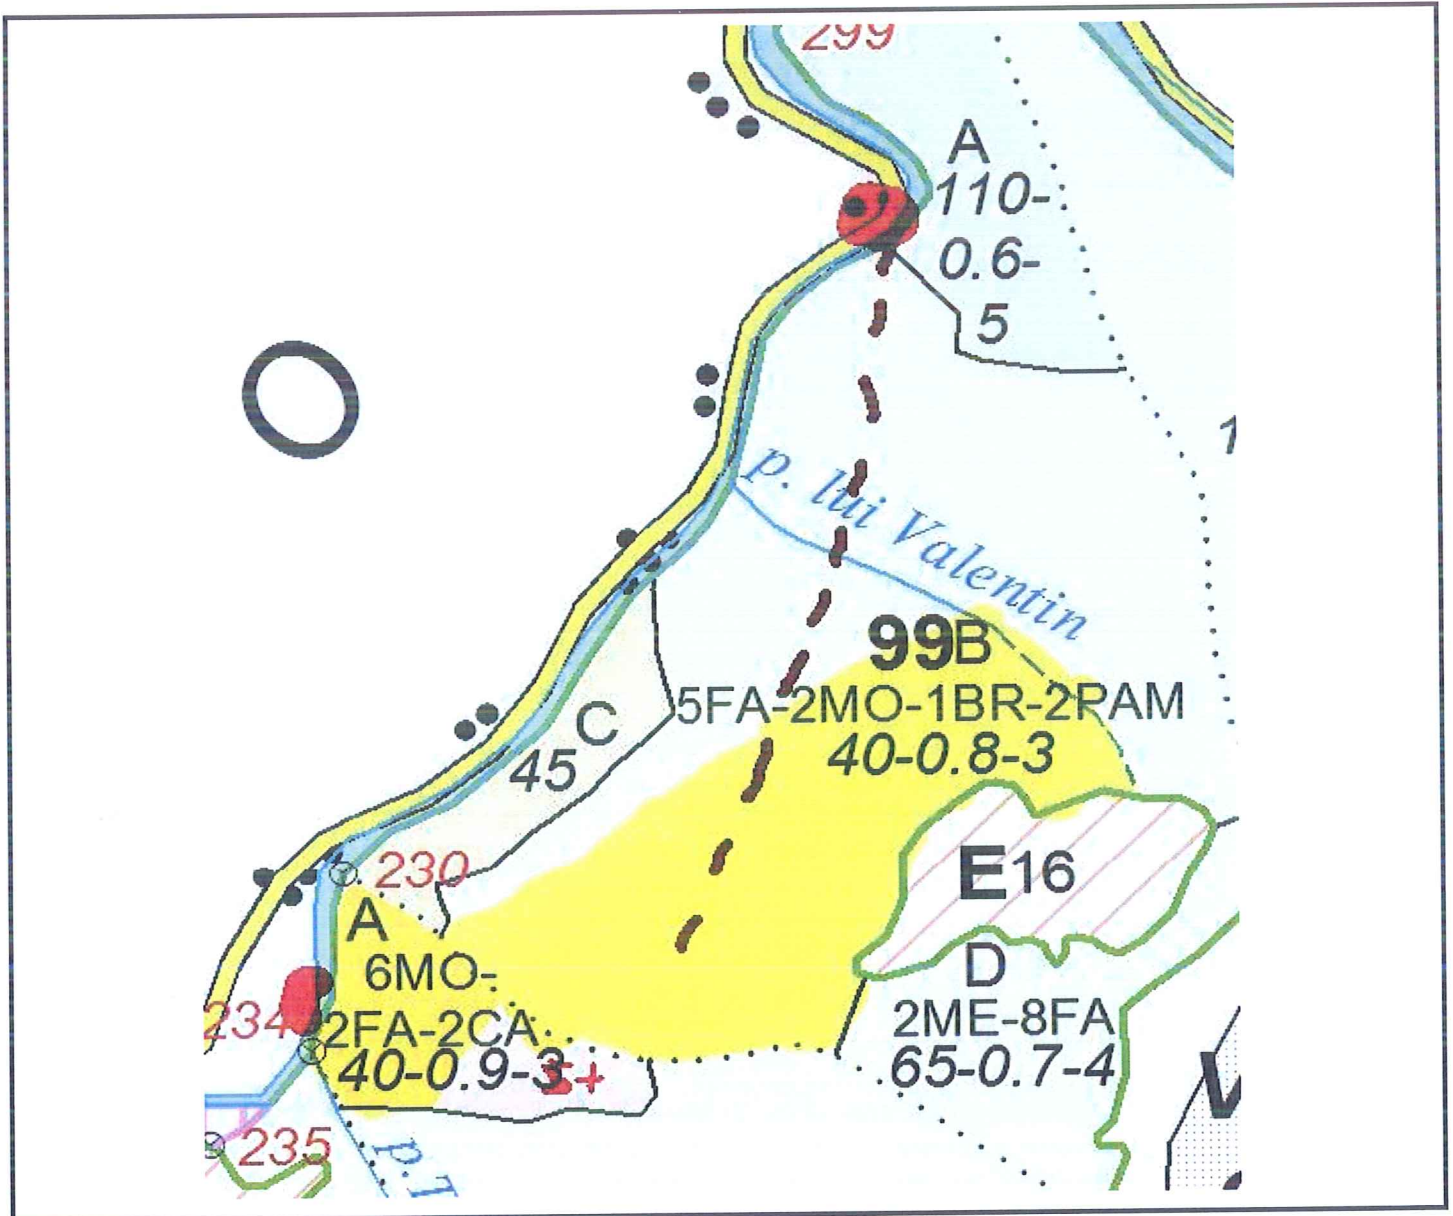 299
A
110-
0.6-
5
1
p. lui Valentin
99B
5FA-2MO-1BR-2PAM
40-0.8-3
C
45
230
A
6MO-
2FA-2CA
40-0.9-3
E16
D
2ME-8FA
65-0.7-4
234
235